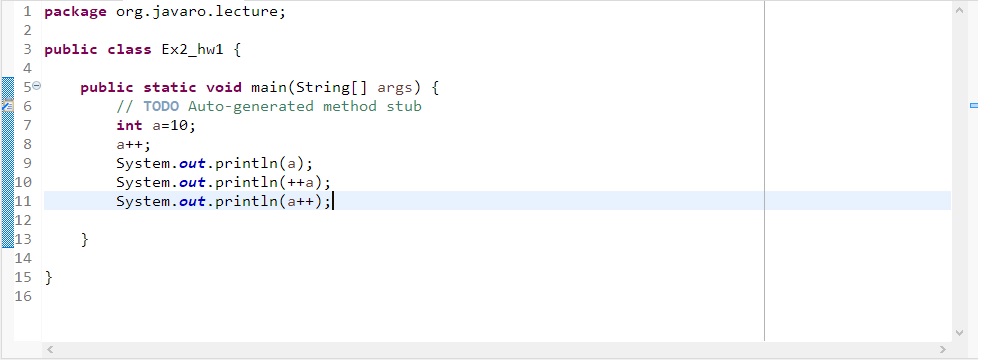 1 package org.javaro.lecture;
2
3 public class Ex2_hw1 {
4
5 public static void main(String[] args) {
6 // TODO Auto-generated method stub
7 int a=10;
8 a++;
9 System.out.println(a);
10 System.out.println(++a);
11 System.out.println(a++);
12
13 }
14
15 }
16